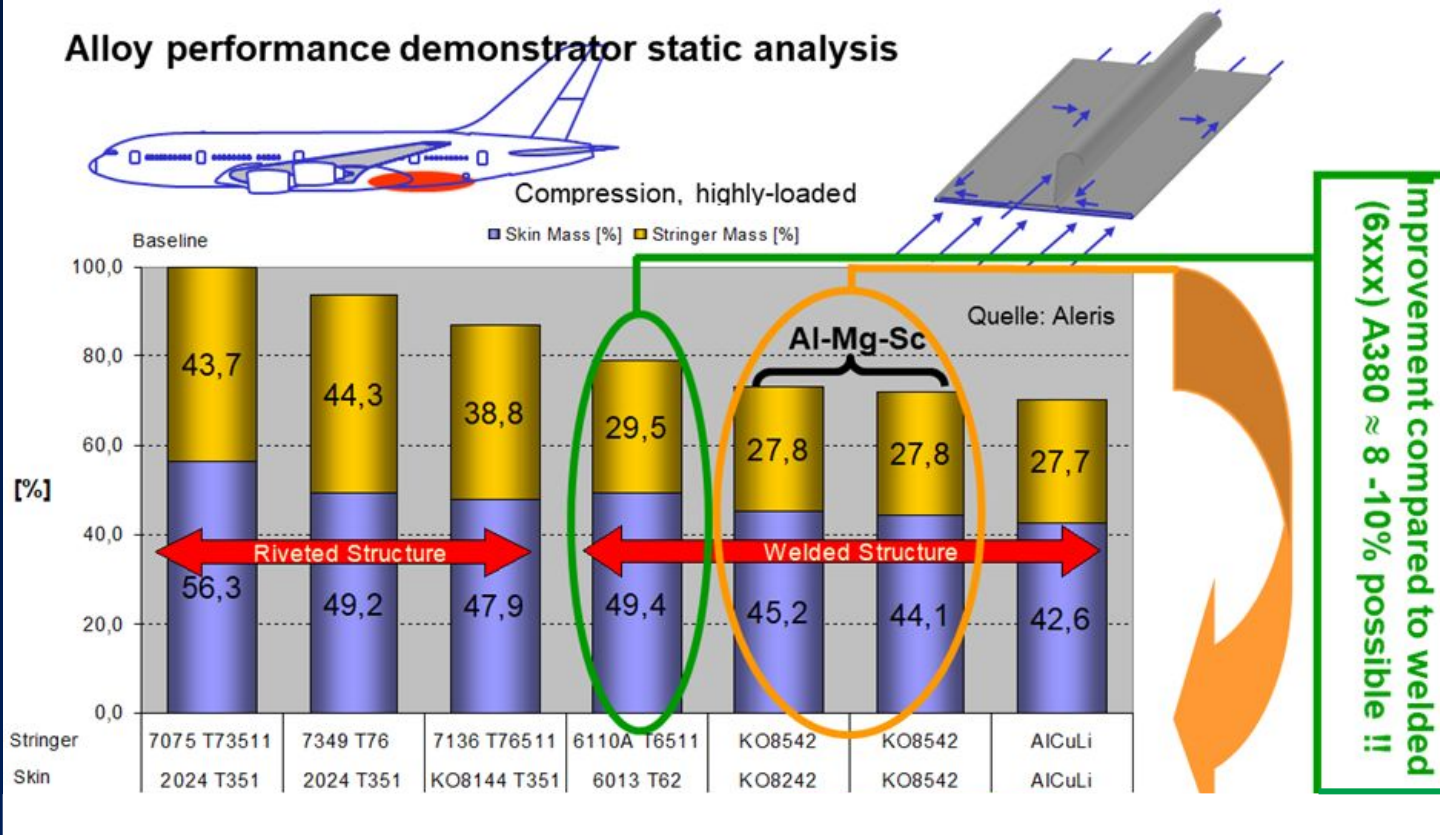 Alloy performance demonstrator static analysis
Compression, highly-loaded
Baseline
Skin Mass [%] Stringer Mass [%]
Quelle: Aleris
Al-Mg-Sc
[%]
100,0
80,0
60,0
40,0
20,0
0,0
43,7 44,3 38,8 29,5 27,8 27,8 27,7
Riveted Structure Welded Structure
56,3 49,2 47,9 49,4 45,2 44,1 42,6
Stringer 7075 T73511 7349 T76 7136 T76511 6110A T6511 KO8542 KO8542 AlCuLi
Skin 2024 T351 2024 T351 KO8144 T351 6013 T62 KO8242 KO8542 AlCuLi
Improvement compared to welded
(6xxx) A380 ≈ 8 -10% possible !!